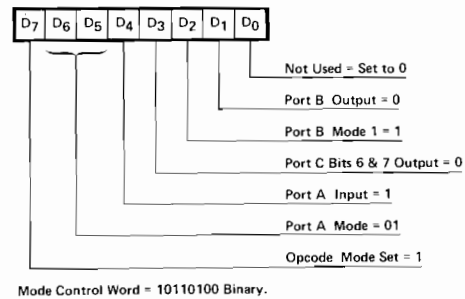 D7 D6 D5 D4 D3 D2 D1 D0
Not Used = Set to 0
Port B Output = 0
Port B Mode 1 = 1
Port C Bits 6 & 7 Output = 0
Port A Input = 1
Port A Mode = 01
Opcode Mode Set = 1
Mode Control Word = 10110100 Binary.